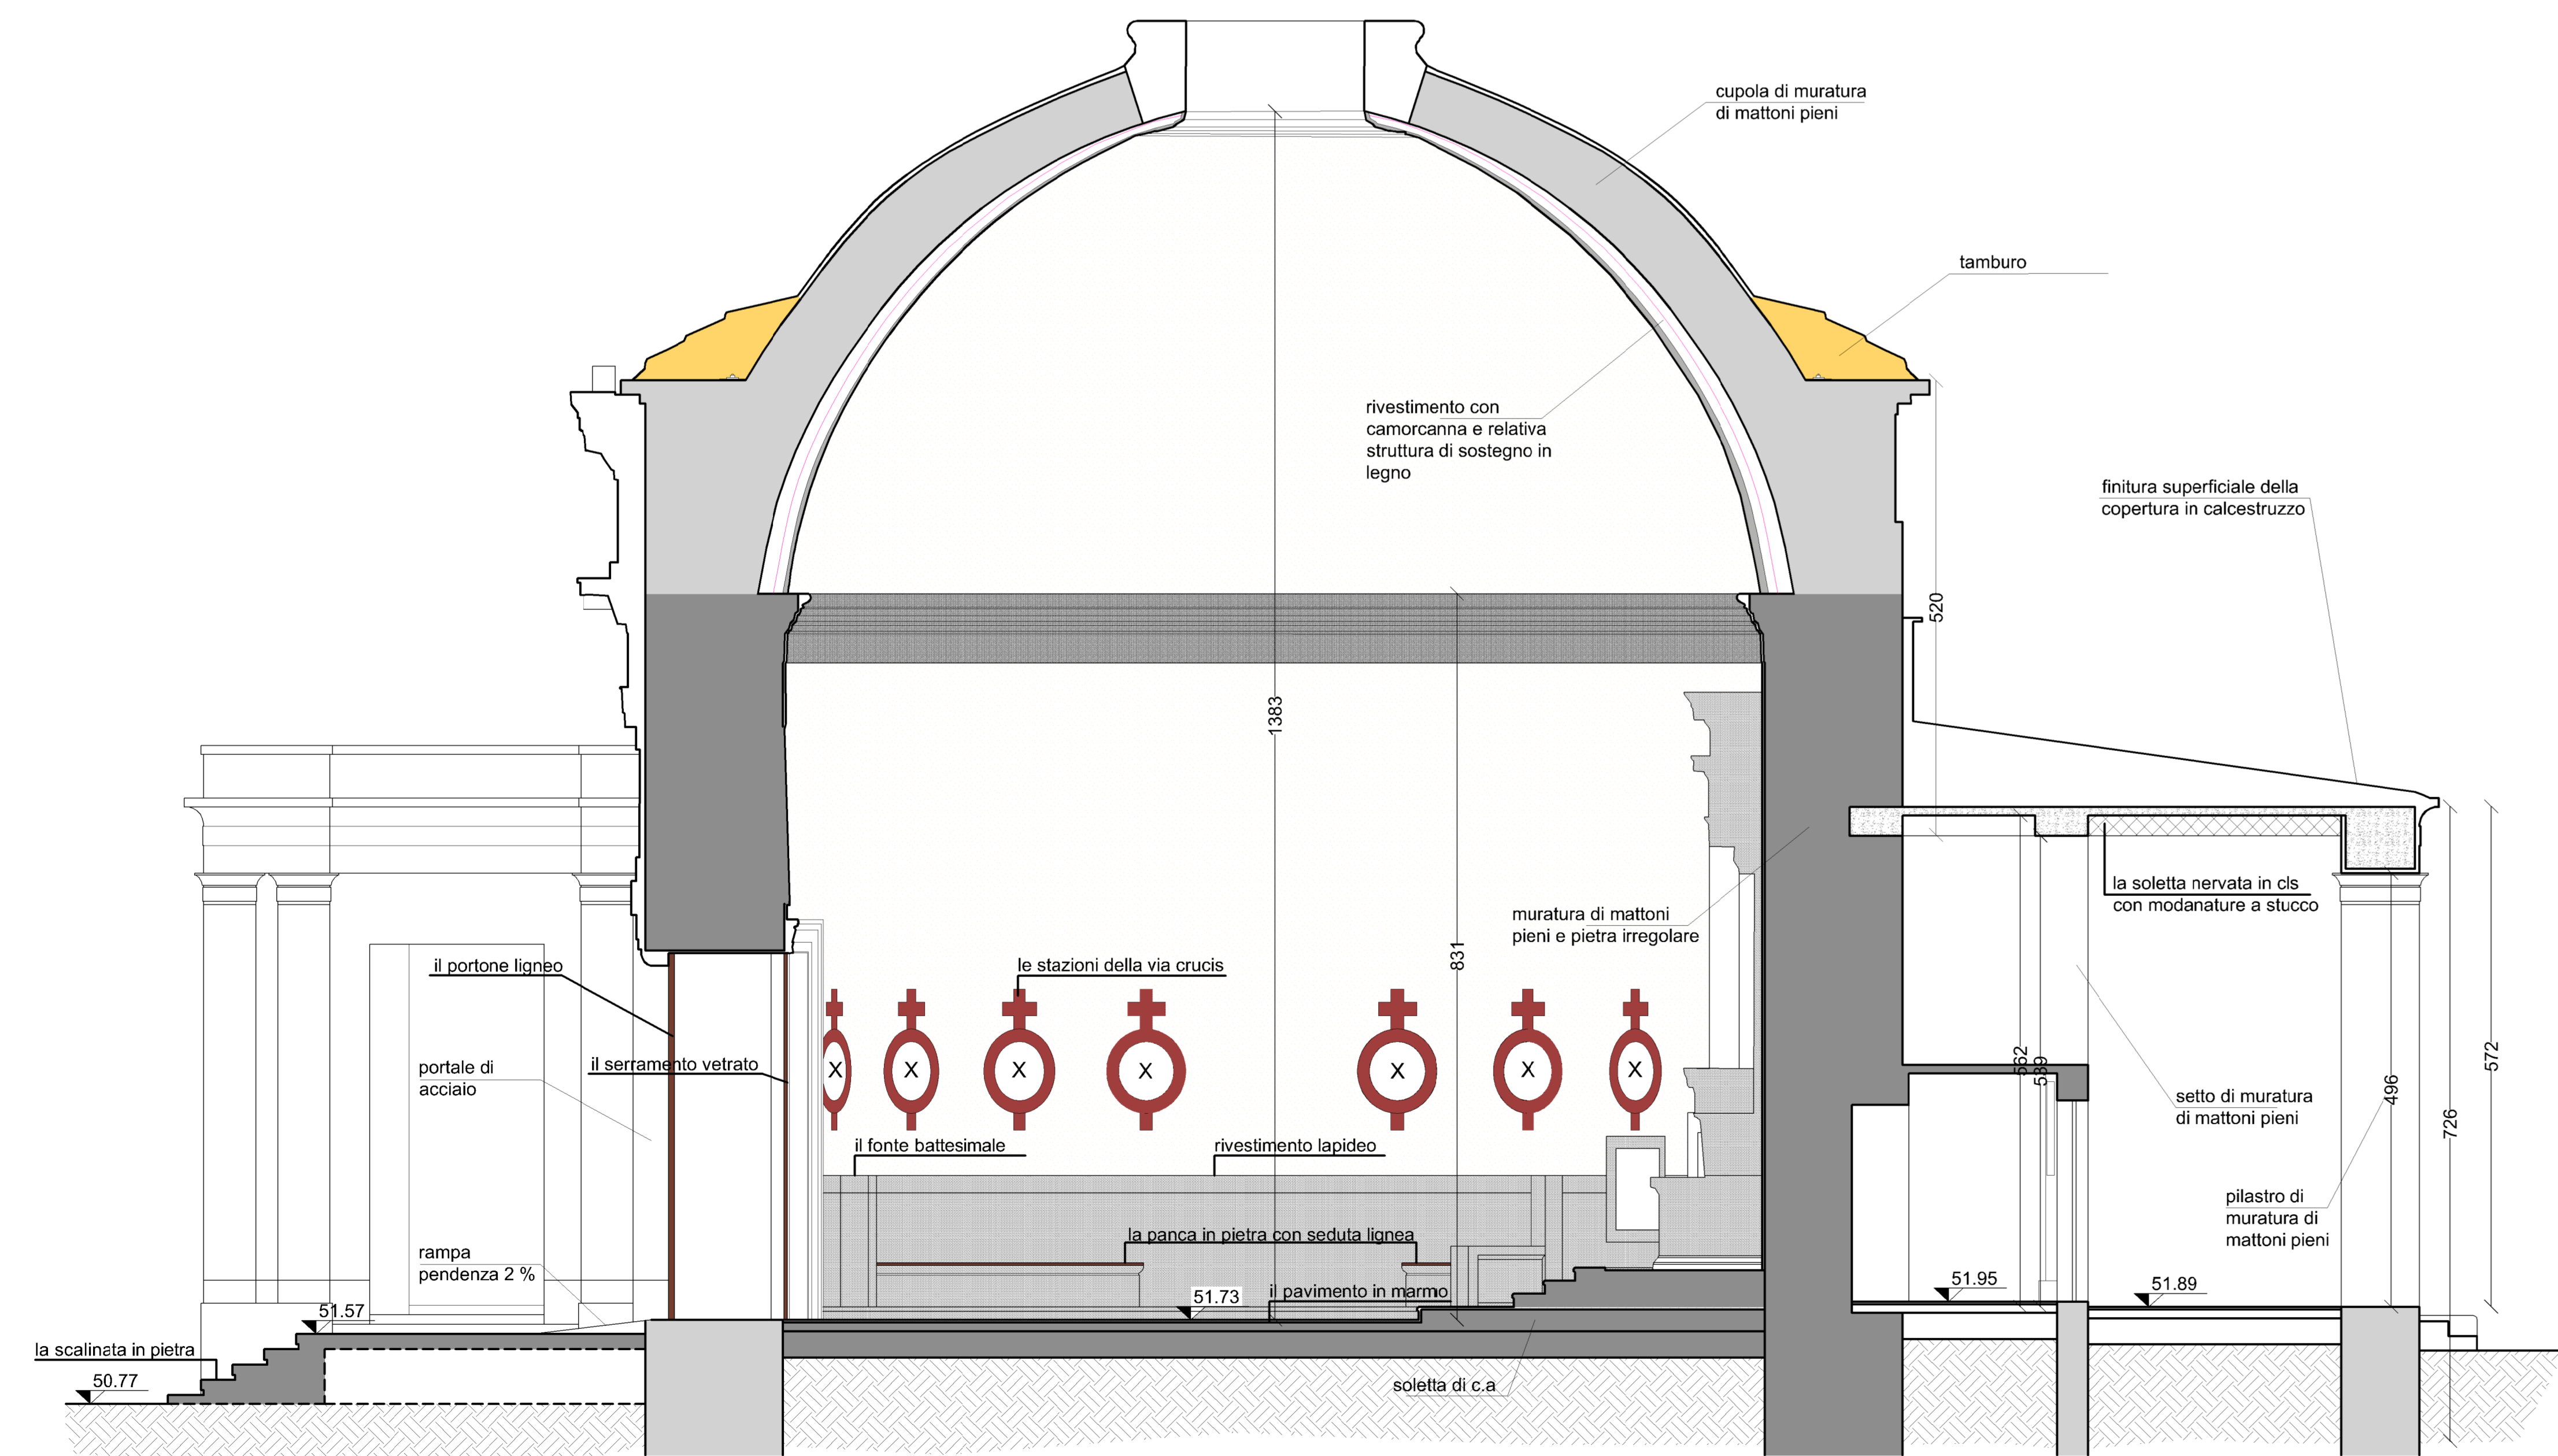 cupola di muratura
di mattoni pieni
tamburo
rivestimento con
camorcanna e relativa
struttura di sostegno in
legno
finitura superficiale della
copertura in calcestruzzo
520
1383
831
la soletta nervata in cls
con modanature a stucco
muratura di mattoni
pieni e pietra irregolare
il portone ligneo
le stazioni della via crucis
portale di
acciaio
il serramento vetrato
X
X
X
X
X
X
X
562
539
496
726
572
setto di muratura
di mattoni pieni
il fonte battesimale
rivestimento lapideo
pilastro di
muratura di
mattoni pieni
la panca in pietra con seduta lignea
rampa
pendenza 2 %
51.57
51.73
il pavimento in marmo
51.95
51.89
la scalinata in pietra
50.77
soletta di c.a